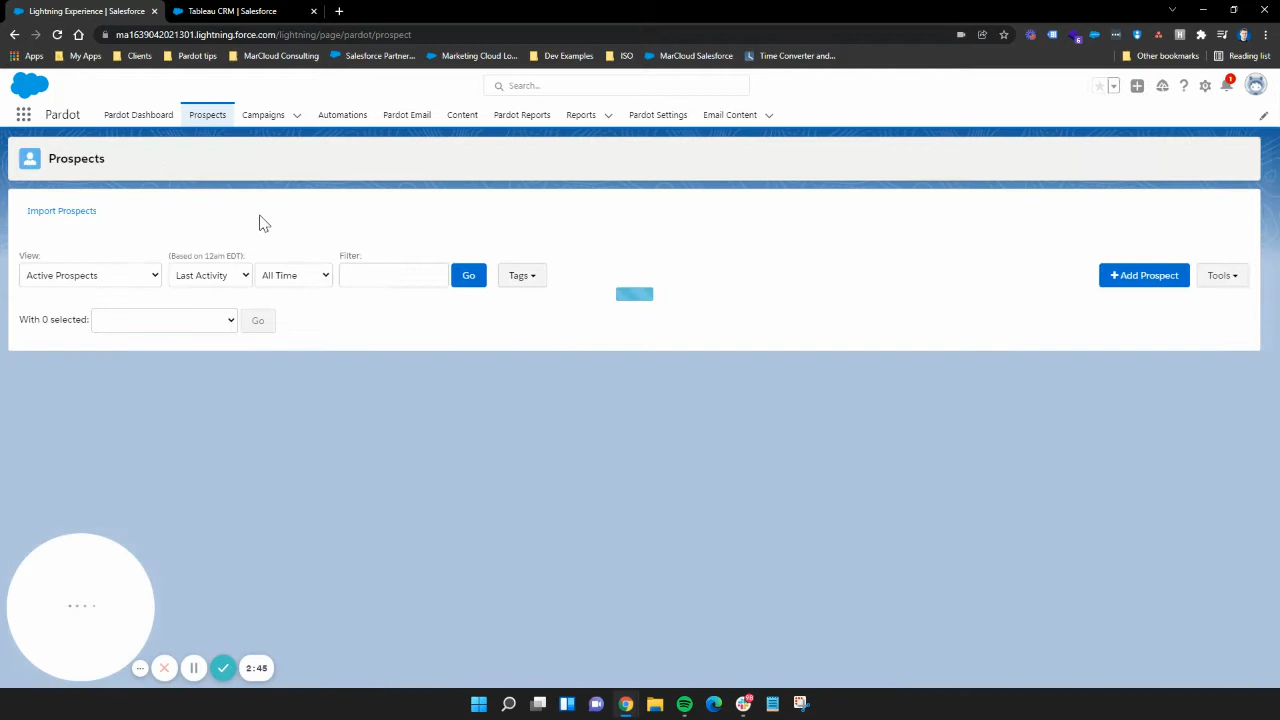 Lightning Experience | Salesforce
Tableau CRM | Salesforce
ma1639042021301.lightning.force.com/lightning/page/pardot/prospect
Apps
My Apps
Clients
Pardot tips
MarCloud Consulting
Salesforce Partner...
Marketing Cloud Lo...
Dev Examples
ISO
MarCloud Salesforce
Time Converter and...
Other bookmarks
Reading list
Search...
1
Pardot
Pardot Dashboard
Prospects
Campaigns
Automations
Pardot Email
Content
Pardot Reports
Reports
Pardot Settings
Email Content
Prospects
Import Prospects
View:
(Based on 12am EDT):
Filter:
Active Prospects
Last Activity
All Time
Go
Tags
+Add Prospect
Tools
With 0 selected:
Go
2:45
98